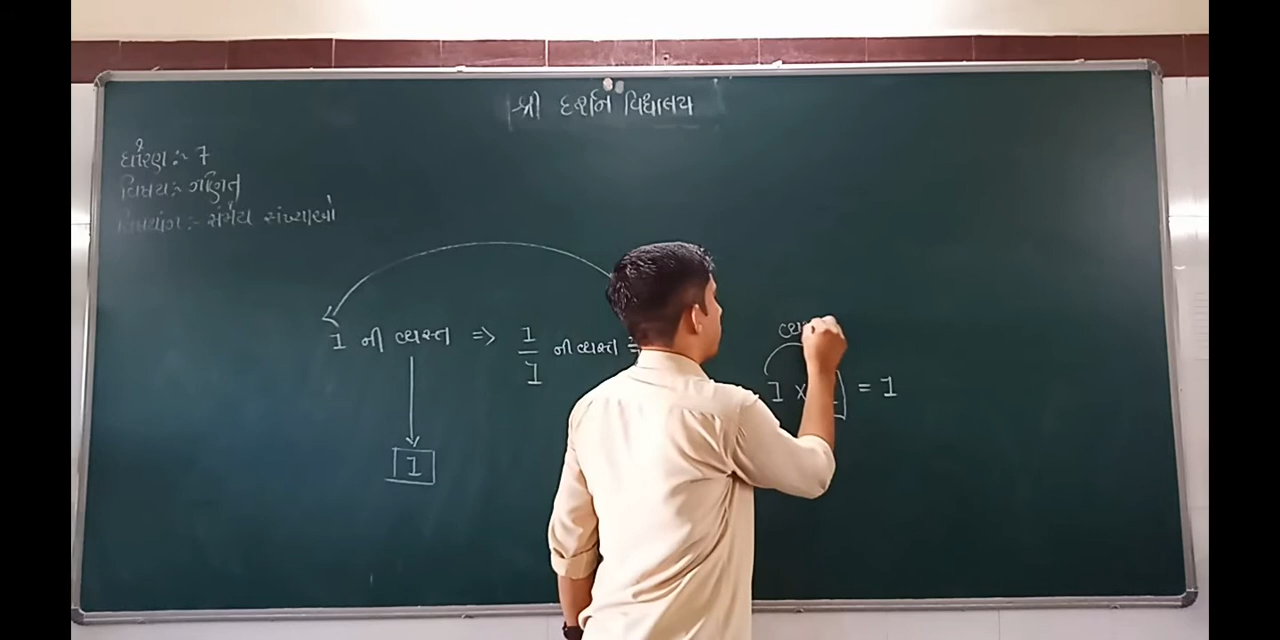 શ્રી દર્શન વિદ્યાલય
ધોરણ :- 7
વિષય :- ગણિત
વિષયાંગ :- સંમેય સંખ્યાઓ
1 ની વ્યસ્ત => 1/1 ની વ્યસ્ત =
1 × = 1
1